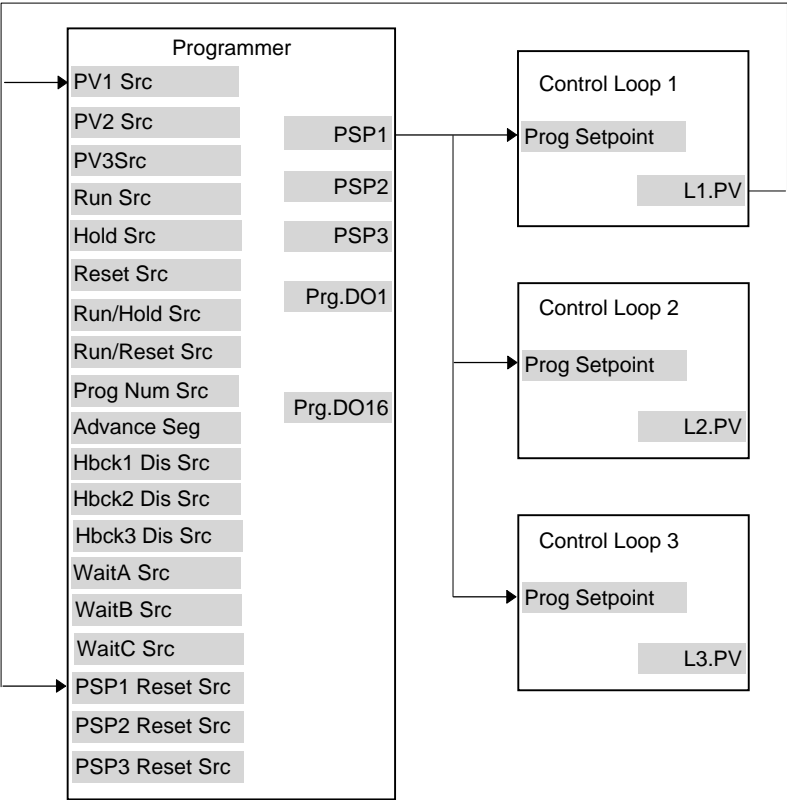 Programmer
PV1 Src
PV2 Src
PV3Src
Run Src
Hold Src
Reset Src
Run/Hold Src
Run/Reset Src
Prog Num Src
Advance Seg
Hbck1 Dis Src
Hbck2 Dis Src
Hbck3 Dis Src
WaitA Src
WaitB Src
WaitC Src
PSP1 Reset Src
PSP2 Reset Src
PSP3 Reset Src
PSP1
PSP2
PSP3
Prg.DO1
Prg.DO16
Control Loop 1
Prog Setpoint
L1.PV
Control Loop 2
Prog Setpoint
L2.PV
Control Loop 3
Prog Setpoint
L3.PV